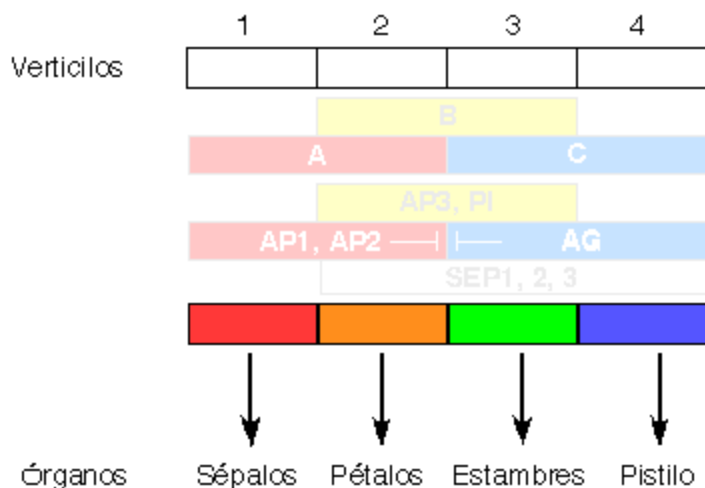 1 2 3 4
Verticilos
B
A C
AP3, PI
AP1, AP2 AG
SEP1, 2, 3
Órganos Sépalos Pétalos Estambres Pistilo